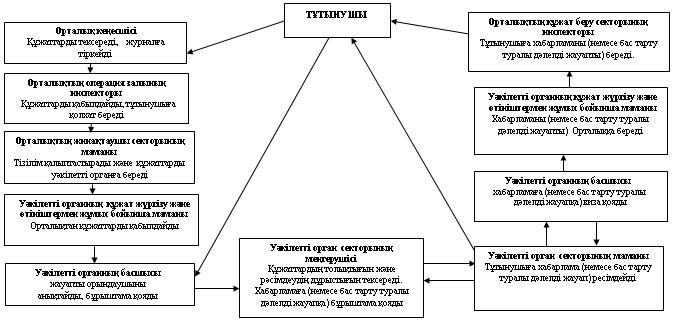 ТҰТЫНУШЫ
Орталық кеңесшісі
Құжаттарды тексереді, журналға
тіркейді
Орталықтың операция залының
инспекторы
Құжаттарды қабылдайды, тұтынушыға
қолхат береді
Орталықтың жинақтаушы секторының
маманы
Тізілім қалыптастырады және құжаттарды
уәкілетті органға береді
Уәкілетті органның құжат жүргізу және
өтініштермен жұмыс бойынша маманы
Орталықтан құжаттарды қабылдайды
Уәкілетті органның басшысы
жауапты орындаушыны
анықтайды, бұрыштама қояды
Уәкілетті орган секторының
меңгерушісі
Құжаттардың толықтығын және
рәсімдеудің дұрыстығын тексереді.
Хабарламаға (немесе бас тарту туралы
дәлелді жауапқа) бұрыштама қояды
Орталықтың құжат беру секторының
инспекторы
Тұтынушыға хабарламаны (немесе бас тарту
туралы дәлелді жауапты) береді.
Уәкілетті органның құжат жүргізу және
өтініштермен жұмыс бойынша маманы
Хабарламаны (немесе бас тарту туралы
дәлелді жауапты) Орталыққа береді
Уәкілетті органның басшысы
хабарламаға (немесе бас тарту туралы
дәлелді жауапқа) виза қояды
Уәкілетті орган секторының маманы
Тұтынушыға хабарлама (немесе бас тарту
туралы дәлелді жауап) ресімдейді